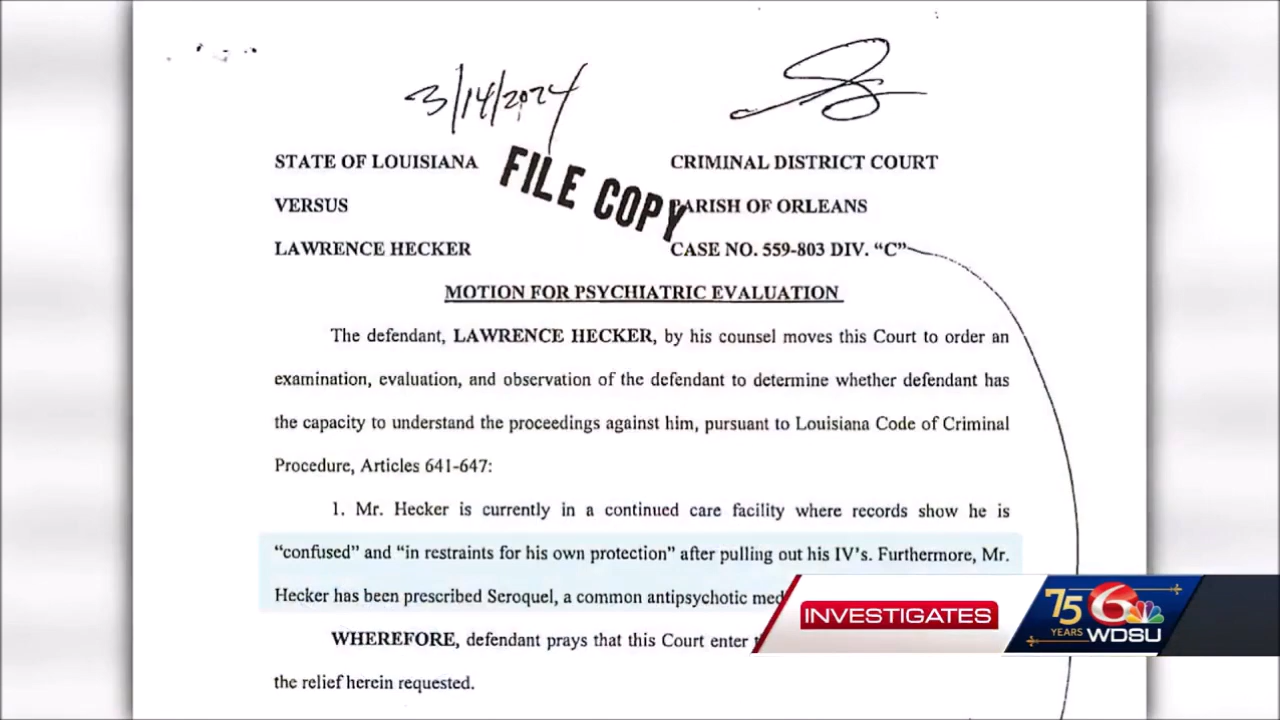 3/14/2024
STATE OF LOUISIANA
CRIMINAL DISTRICT COURT
FILE COPY
VERSUS
PARISH OF ORLEANS
LAWRENCE HECKER
CASE NO. 559-803 DIV. “C”
MOTION FOR PSYCHIATRIC EVALUATION
The defendant, LAWRENCE HECKER, by his counsel moves this Court to order an
examination, evaluation, and observation of the defendant to determine whether defendant has
the capacity to understand the proceedings against him, pursuant to Louisiana Code of Criminal
Procedure, Articles 641-647:
1. Mr. Hecker is currently in a continued care facility where records show he is
“confused” and “in restraints for his own protection” after pulling out his IV’s. Furthermore, Mr.
Hecker has been prescribed Seroquel, a common antipsychotic
WHEREFORE, defendant prays that this Court enter
the relief herein requested.
INVESTIGATES
75 YEARS 6 WDSU